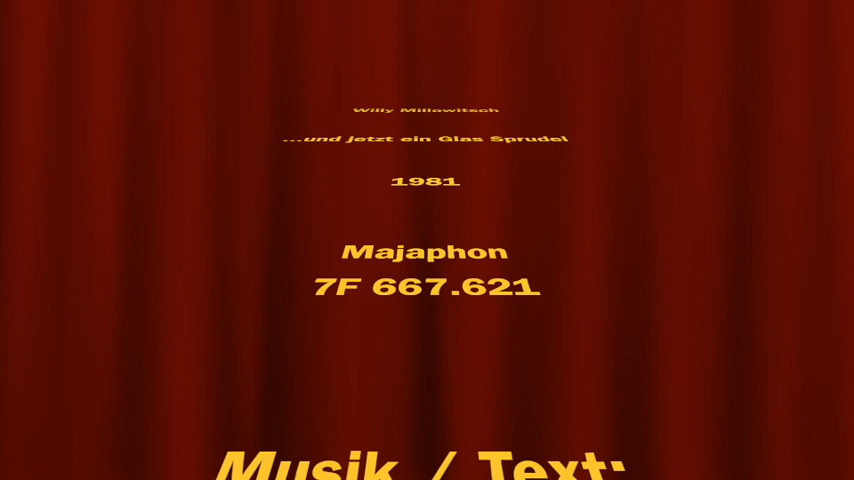 Willy Millowitsch
...und jetzt ein Glas Sprudel
1981
Majaphon
7F 667.621
Musik / Text: